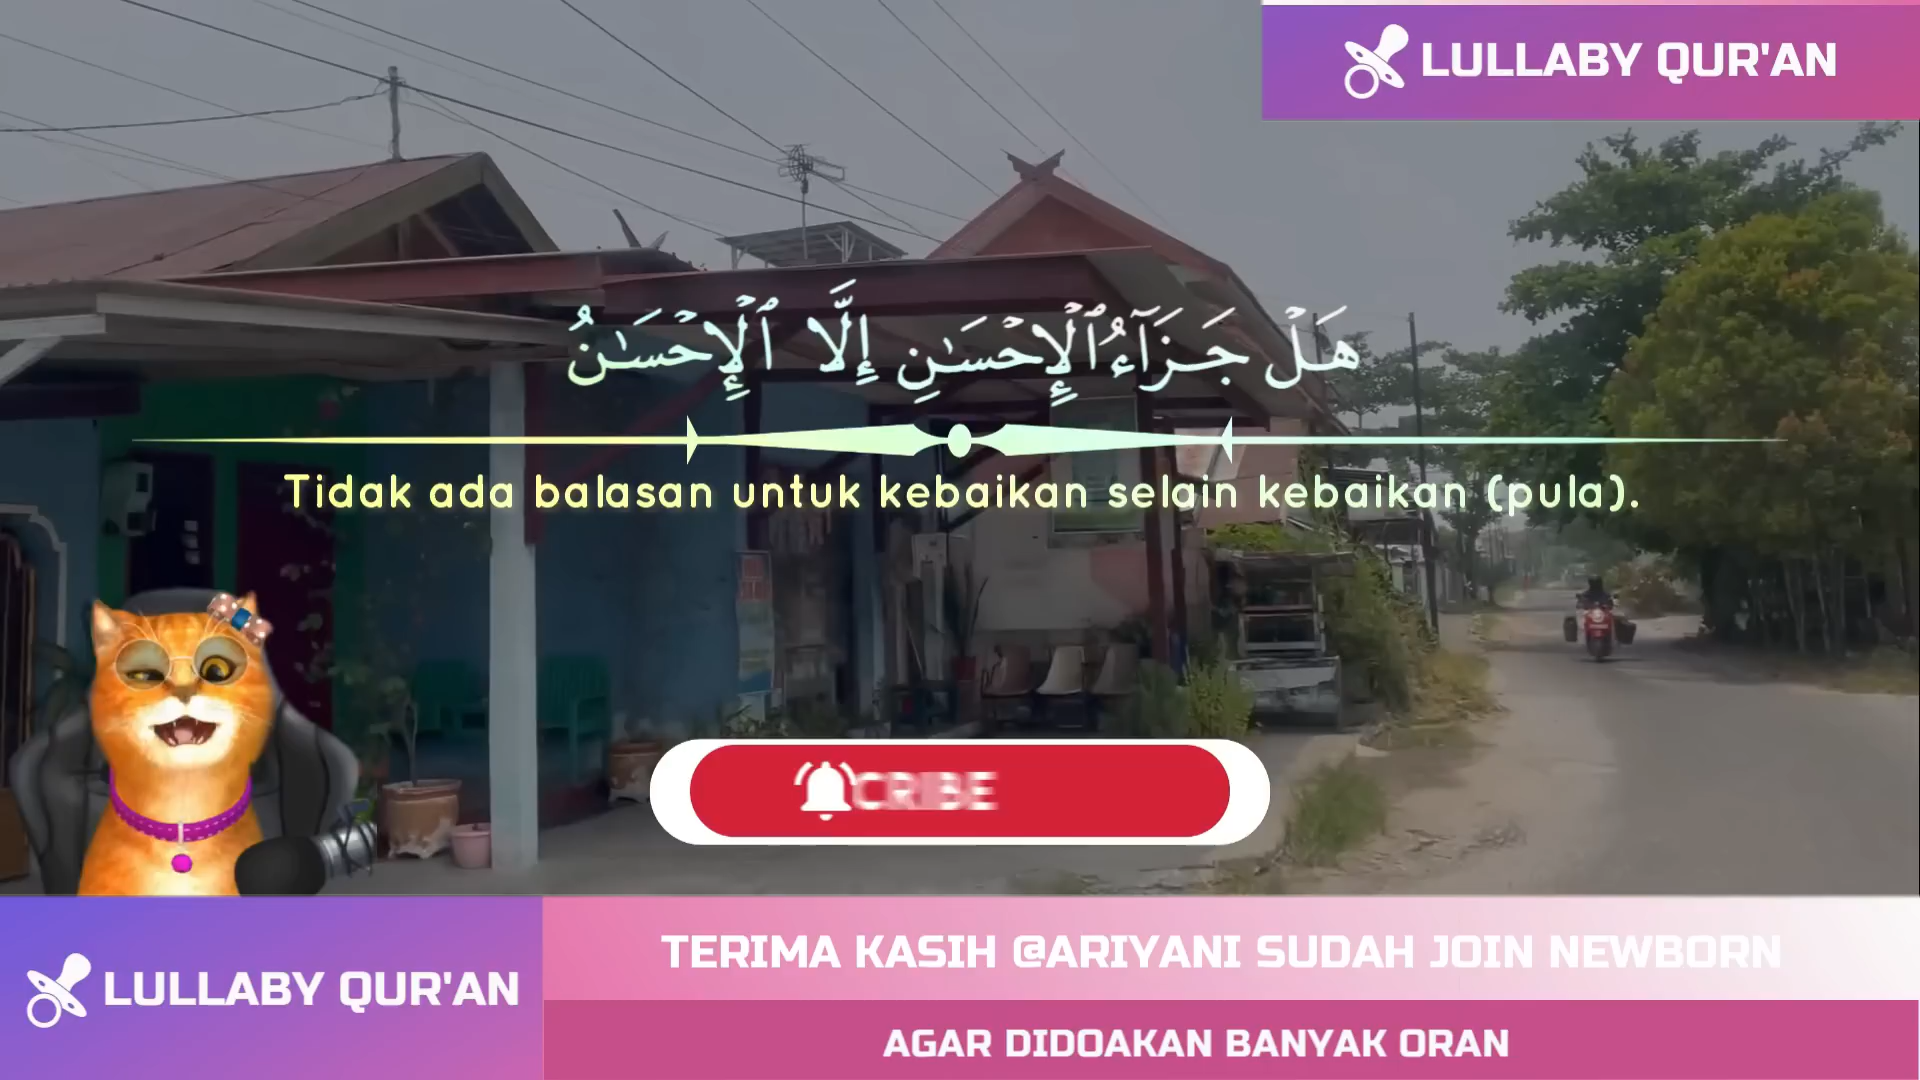 LULLABY QUR'AN
هَلْ جَزَآءُ ٱلْإِحْسَـٰنِ إِلَّا ٱلْإِحْسَـٰنُ
Tidak ada balasan untuk kebaikan selain kebaikan (pula).
CRIBE
LULLABY QUR'AN
TERIMA KASIH @ARIYANI SUDAH JOIN NEWBORN
AGAR DIDOAKAN BANYAK ORAN